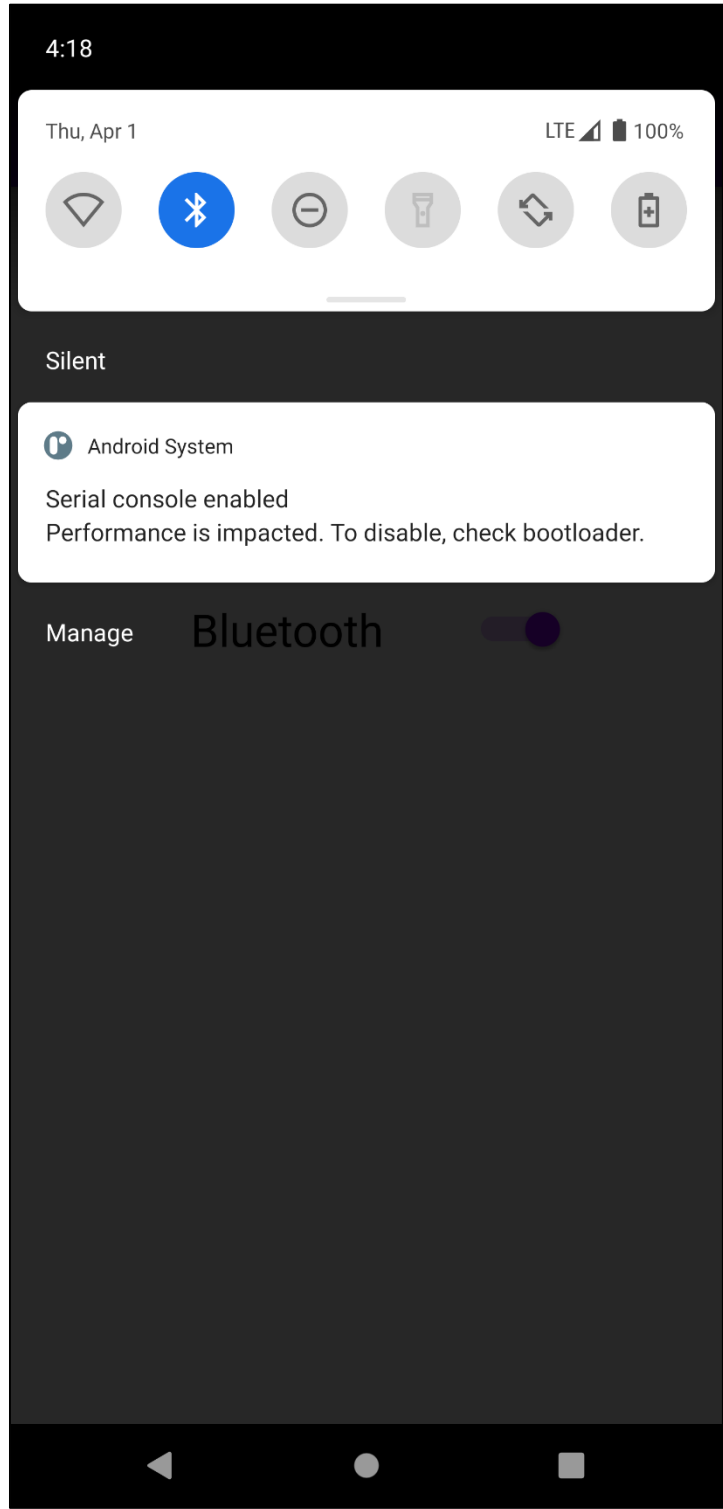 4:18
Thu, Apr 1
LTE 100%
Silent
Android System
Serial console enabled
Performance is impacted. To disable, check bootloader.
Manage
Bluetooth